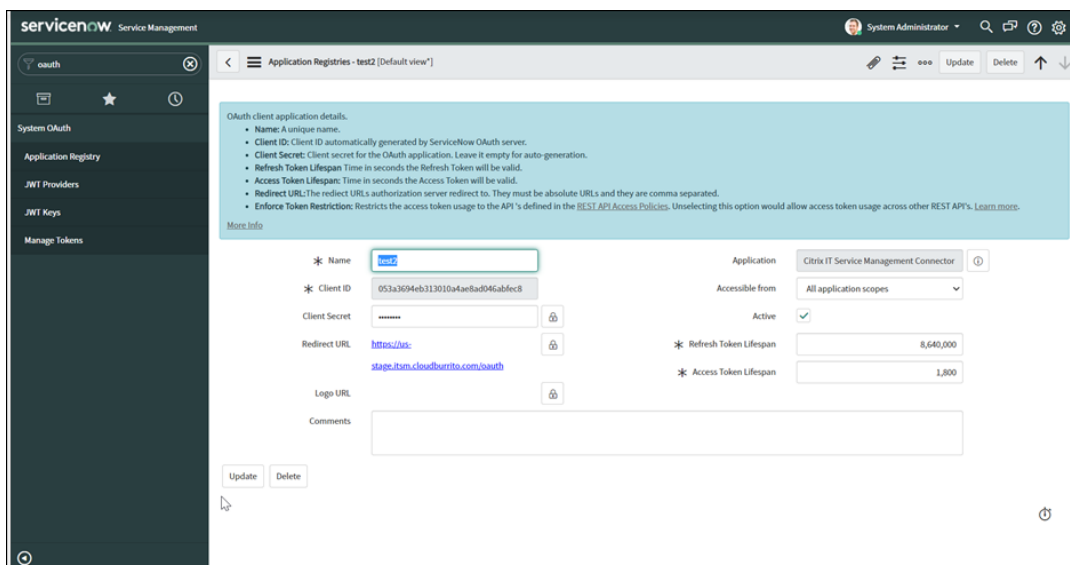 servicenow Service Management
System Administrator
oauth
Application Registries - test2 [Default view*]
Update
Delete
System OAuth
Application Registry
JWT Providers
JWT Keys
Manage Tokens
OAuth client application details.
• Name: A unique name.
• Client ID: Client ID automatically generated by ServiceNow OAuth server.
• Client Secret: Client secret for the OAuth application. Leave it empty for auto-generation.
• Refresh Token Lifespan Time in seconds the Refresh Token will be valid.
• Access Token Lifespan: Time in seconds the Access Token will be valid.
• Redirect URL:The rediect URLs authorization server redirect to. They must be absolute URLs and they are comma separated.
• Enforce Token Restriction: Restricts the access token usage to the API 's defined in the REST API Access Policies. Unselecting this option would allow access token usage across other REST API's. Learn more.
More Info
Name
test2
Client ID
053a3694eb313010a4ae8ad046abfec8
Client Secret
••••••••
Redirect URL
https://us-
stage.itsm.cloudburrito.com/oauth
Logo URL
Comments
Application
Citrix IT Service Management Connector
Accessible from
All application scopes
Active
Refresh Token Lifespan
8,640,000
Access Token Lifespan
1,800
Update
Delete